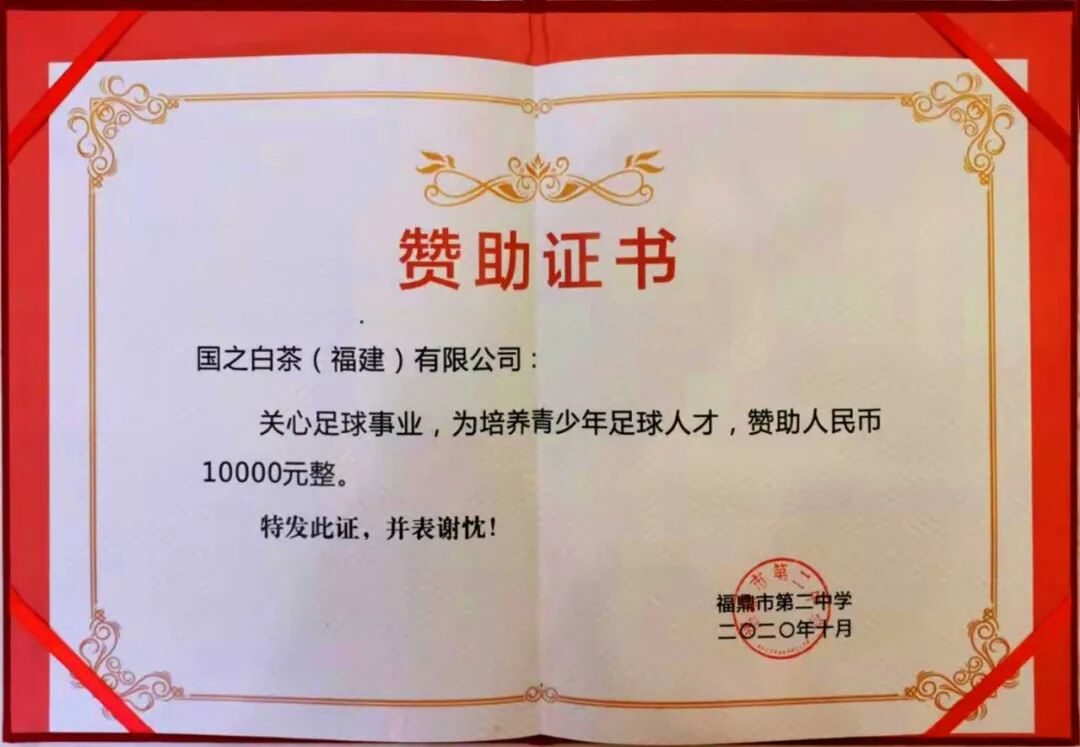 赞助证书
国之白茶（福建）有限公司：
关心足球事业，为培养青少年足球人才，赞助人民币
10000元整。
特发此证，并表谢忱！
福鼎市第二中学
二〇二〇年十月